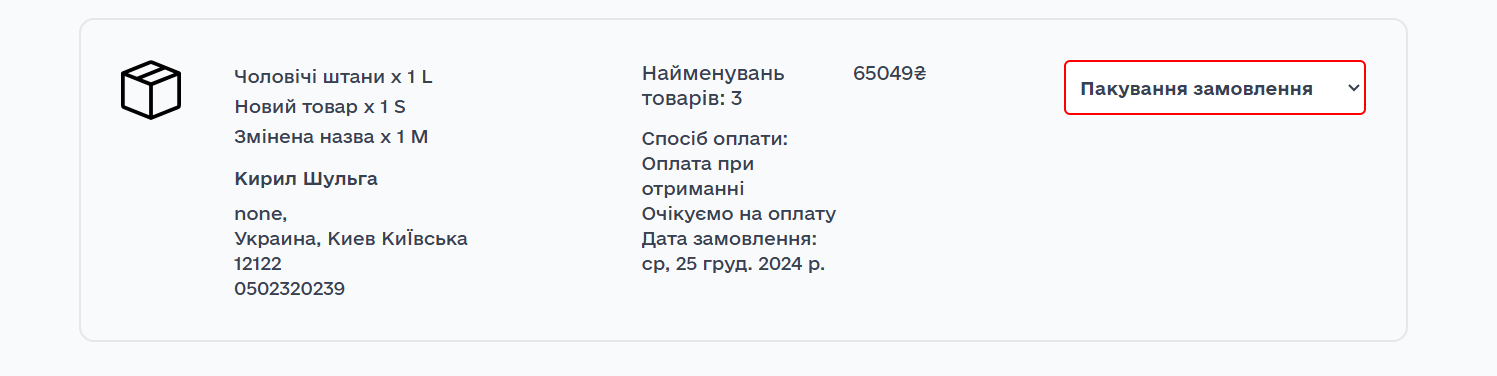 Чоловічі штани x 1 L
Новий товар x 1 S
Змінена назва x 1 M
Кирил Шульга
none,
Украина, Киев КиЇвська
12122
0502320239
Найменувань
товарів: 3
Спосіб оплати:
Оплата при
отриманні
Очікуємо на оплату
Дата замовлення:
ср, 25 груд. 2024 р.
65049₴
Пакування замовлення